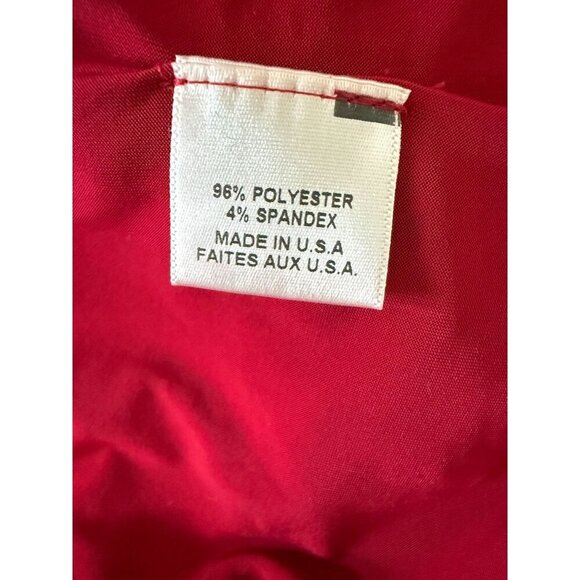 96% POLYESTER
4% SPANDEX
MADE IN U.S.A
FAITES AUX U.S.A.